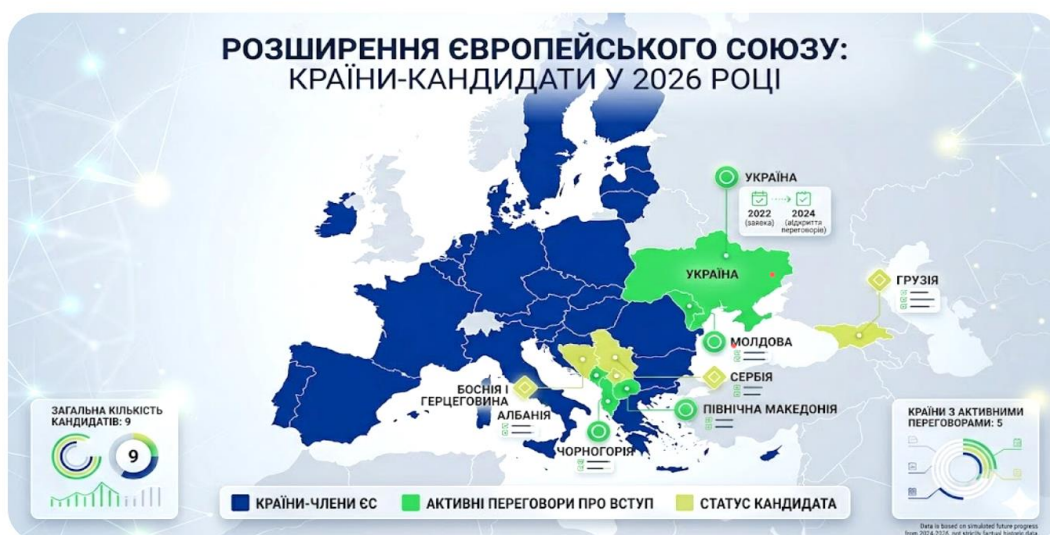 РОЗШИРЕННЯ ЄВРОПЕЙСЬКОГО СОЮЗУ:
КРАЇНИ-КАНДИДАТИ У 2026 РОЦІ
УКРАЇНА
2022
(заявка)
2024
(відкриття
переговорів)
УКРАЇНА
ГРУЗІЯ
МОЛДОВА
СЕРБІЯ
ПІВНІЧНА МАКЕДОНІЯ
БОСНІЯ І
ГЕРЦЕГОВИНА
АЛБАНІЯ
ЧОРНОГОРІЯ
ЗАГАЛЬНА КІЛЬКІСТЬ
КАНДИДАТІВ: 9
9
КРАЇНИ З АКТИВНИМИ
ПЕРЕГОВОРАМИ: 5
КРАЇНИ-ЧЛЕНИ ЄС
АКТИВНІ ПЕРЕГОВОРИ ПРО ВСТУП
СТАТУС КАНДИДАТА
Data is based on simulated future progress
from 2024-2026, not strictly factual historic data